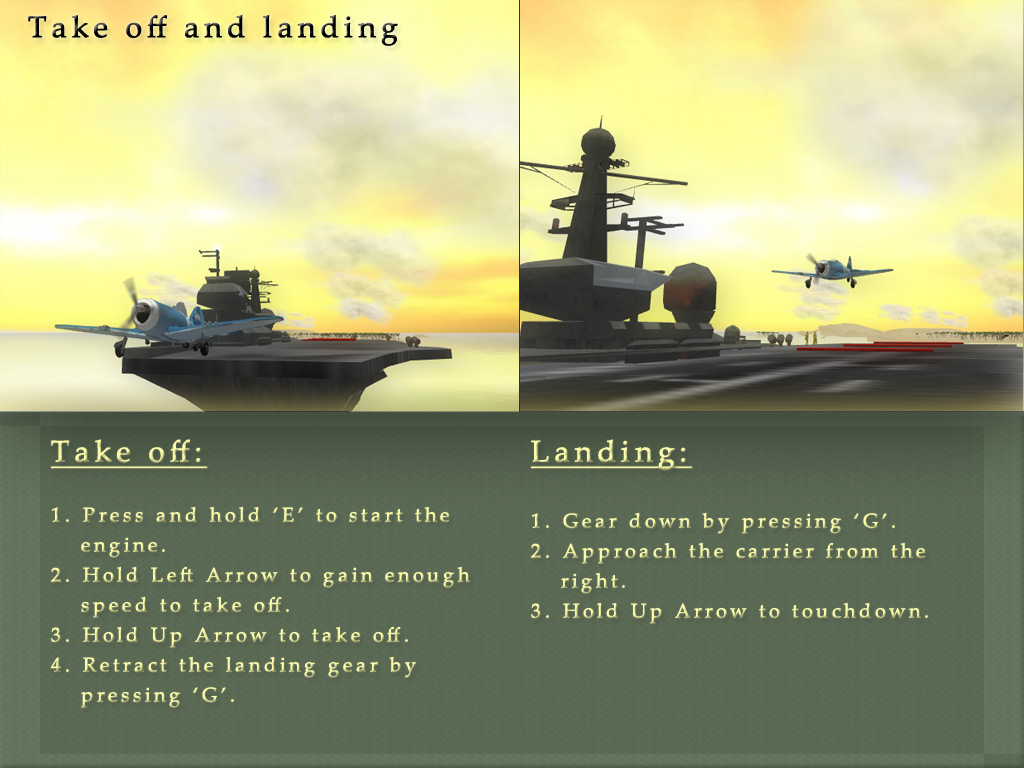 Take off and landing
Take off:
1. Press and hold ‘E’ to start the
engine.
2. Hold Left Arrow to gain enough
speed to take off.
3. Hold Up Arrow to take off.
4. Retract the landing gear by
pressing ‘G’.
Landing:
1. Gear down by pressing ‘G’.
2. Approach the carrier from the
right.
3. Hold Up Arrow to touchdown.